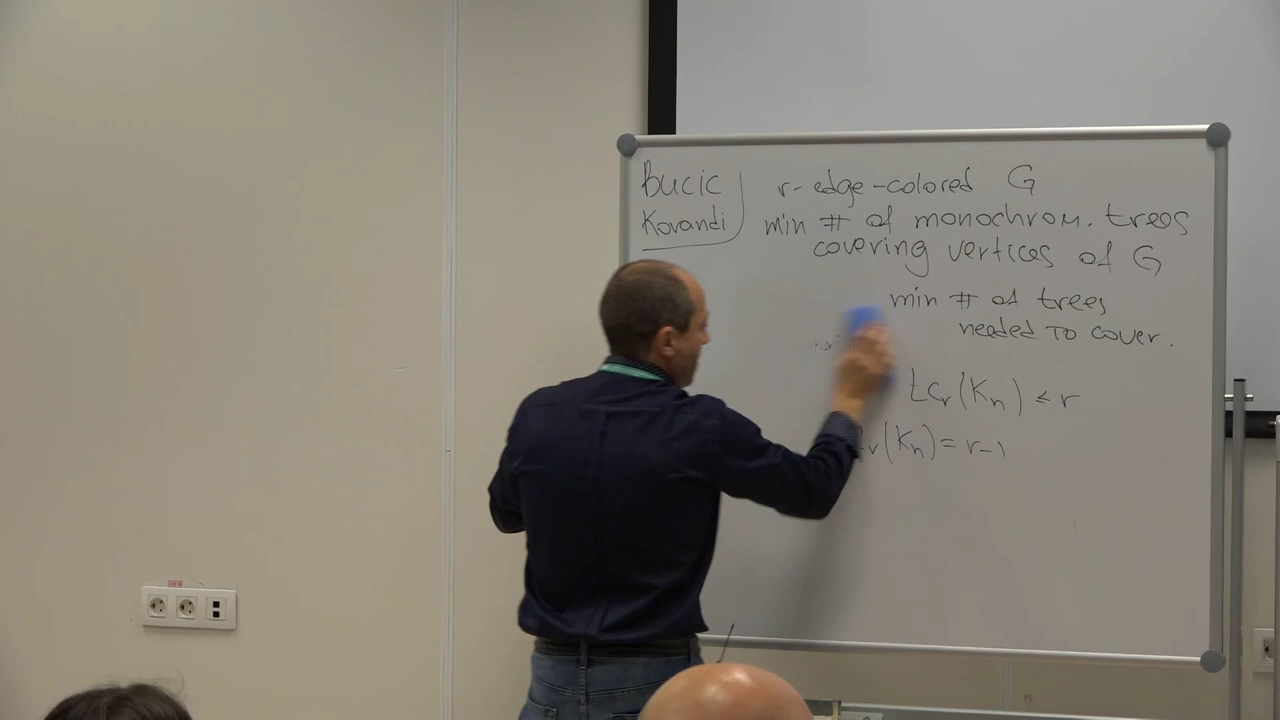 Bucic
Kovandi
r-edge-colored G
min # of monochrom. trees
covering vertices of G
min # of trees
needed to cover.
tcr(Kn) ≤ r
r(Kn) = r-1